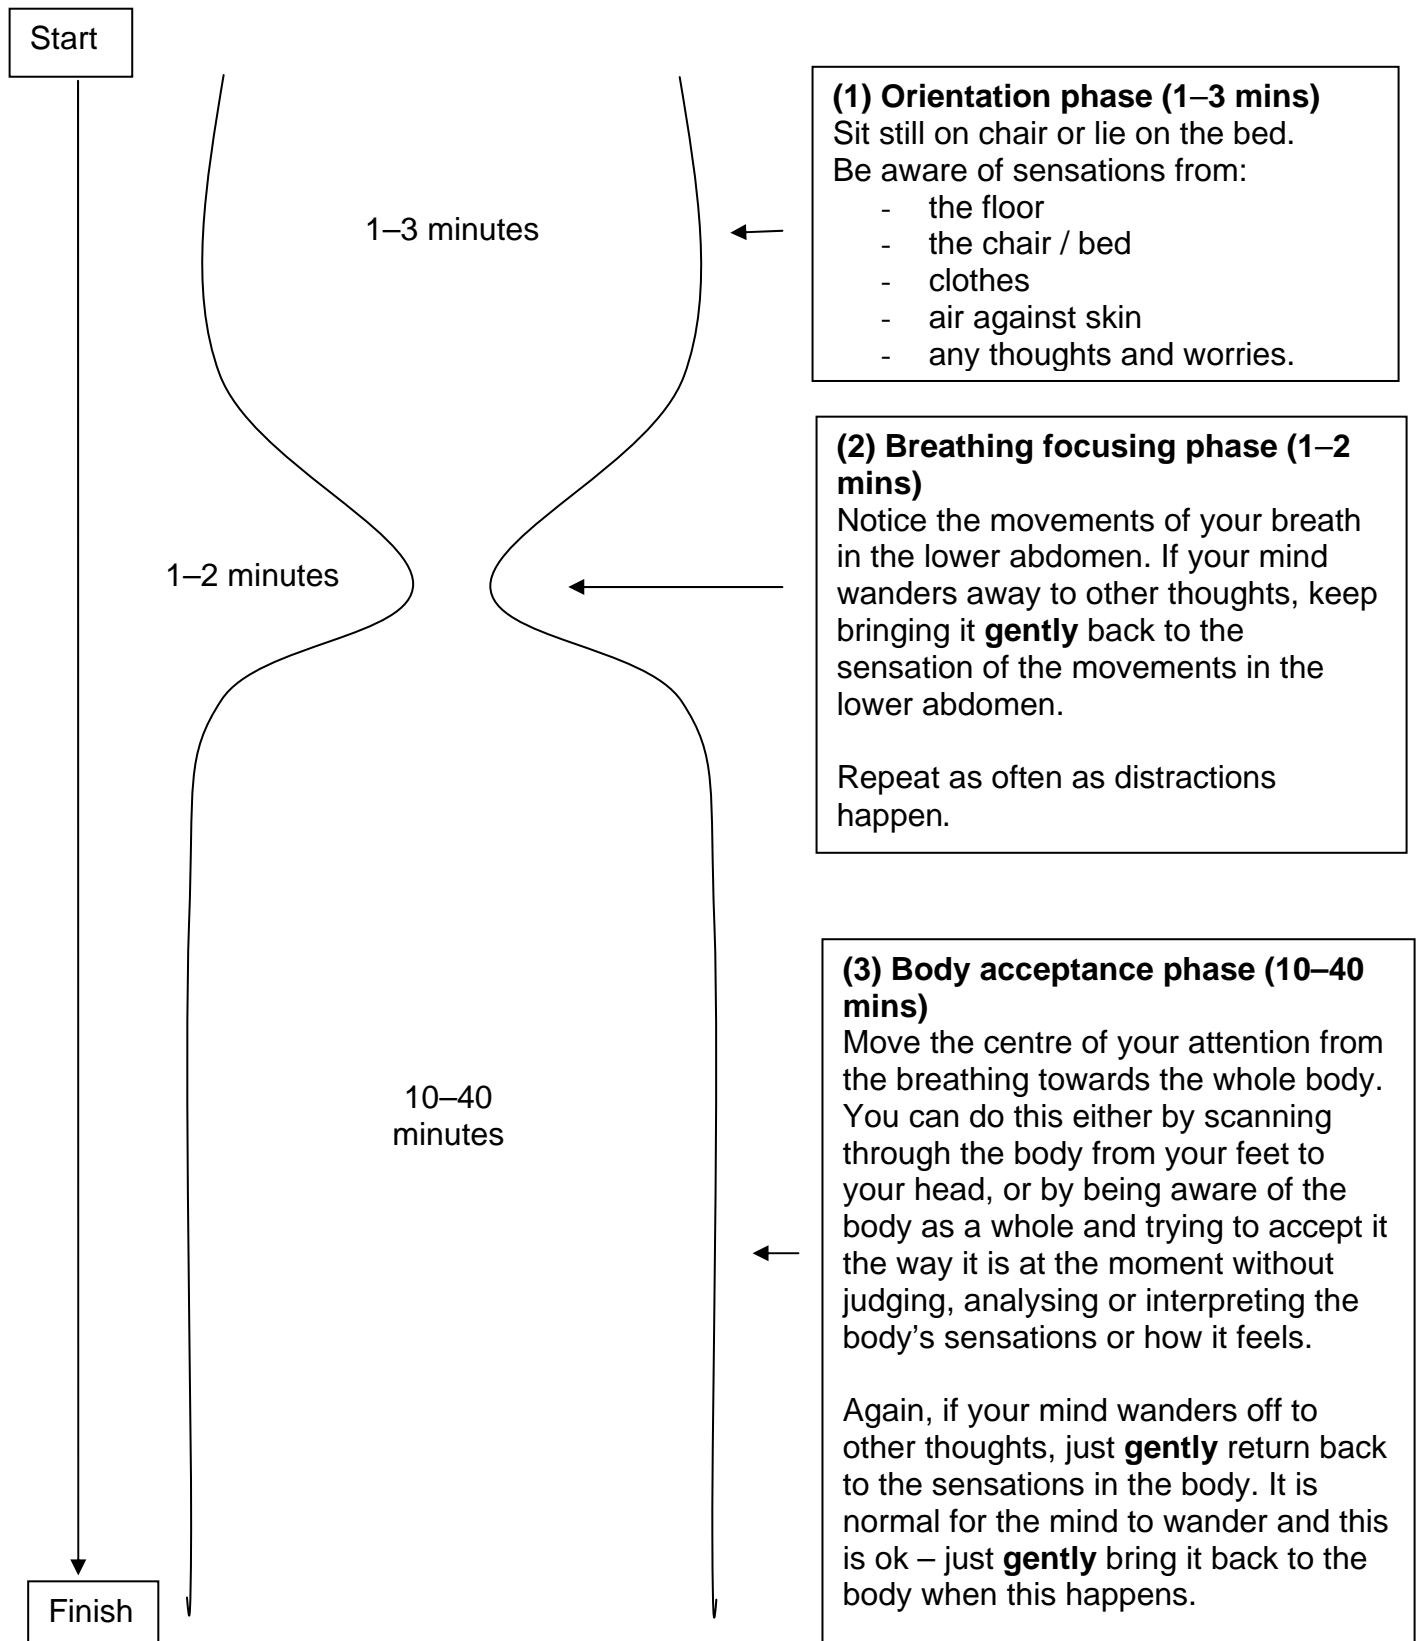 Start
1–3 minutes
(1) Orientation phase (1–3 mins)
Sit still on chair or lie on the bed.
Be aware of sensations from:
- the floor
- the chair / bed
- clothes
- air against skin
- any thoughts and worries.
1–2 minutes
(2) Breathing focusing phase (1–2
mins)
Notice the movements of your breath
in the lower abdomen. If your mind
wanders away to other thoughts, keep
bringing it gently back to the
sensation of the movements in the
lower abdomen.
Repeat as often as distractions
happen.
10–40
minutes
(3) Body acceptance phase (10–40
mins)
Move the centre of your attention from
the breathing towards the whole body.
You can do this either by scanning
through the body from your feet to
your head, or by being aware of the
body as a whole and trying to accept it
the way it is at the moment without
judging, analysing or interpreting the
body’s sensations or how it feels.
Again, if your mind wanders off to
other thoughts, just gently return back
to the sensations in the body. It is
normal for the mind to wander and this
is ok – just gently bring it back to the
body when this happens.
Finish